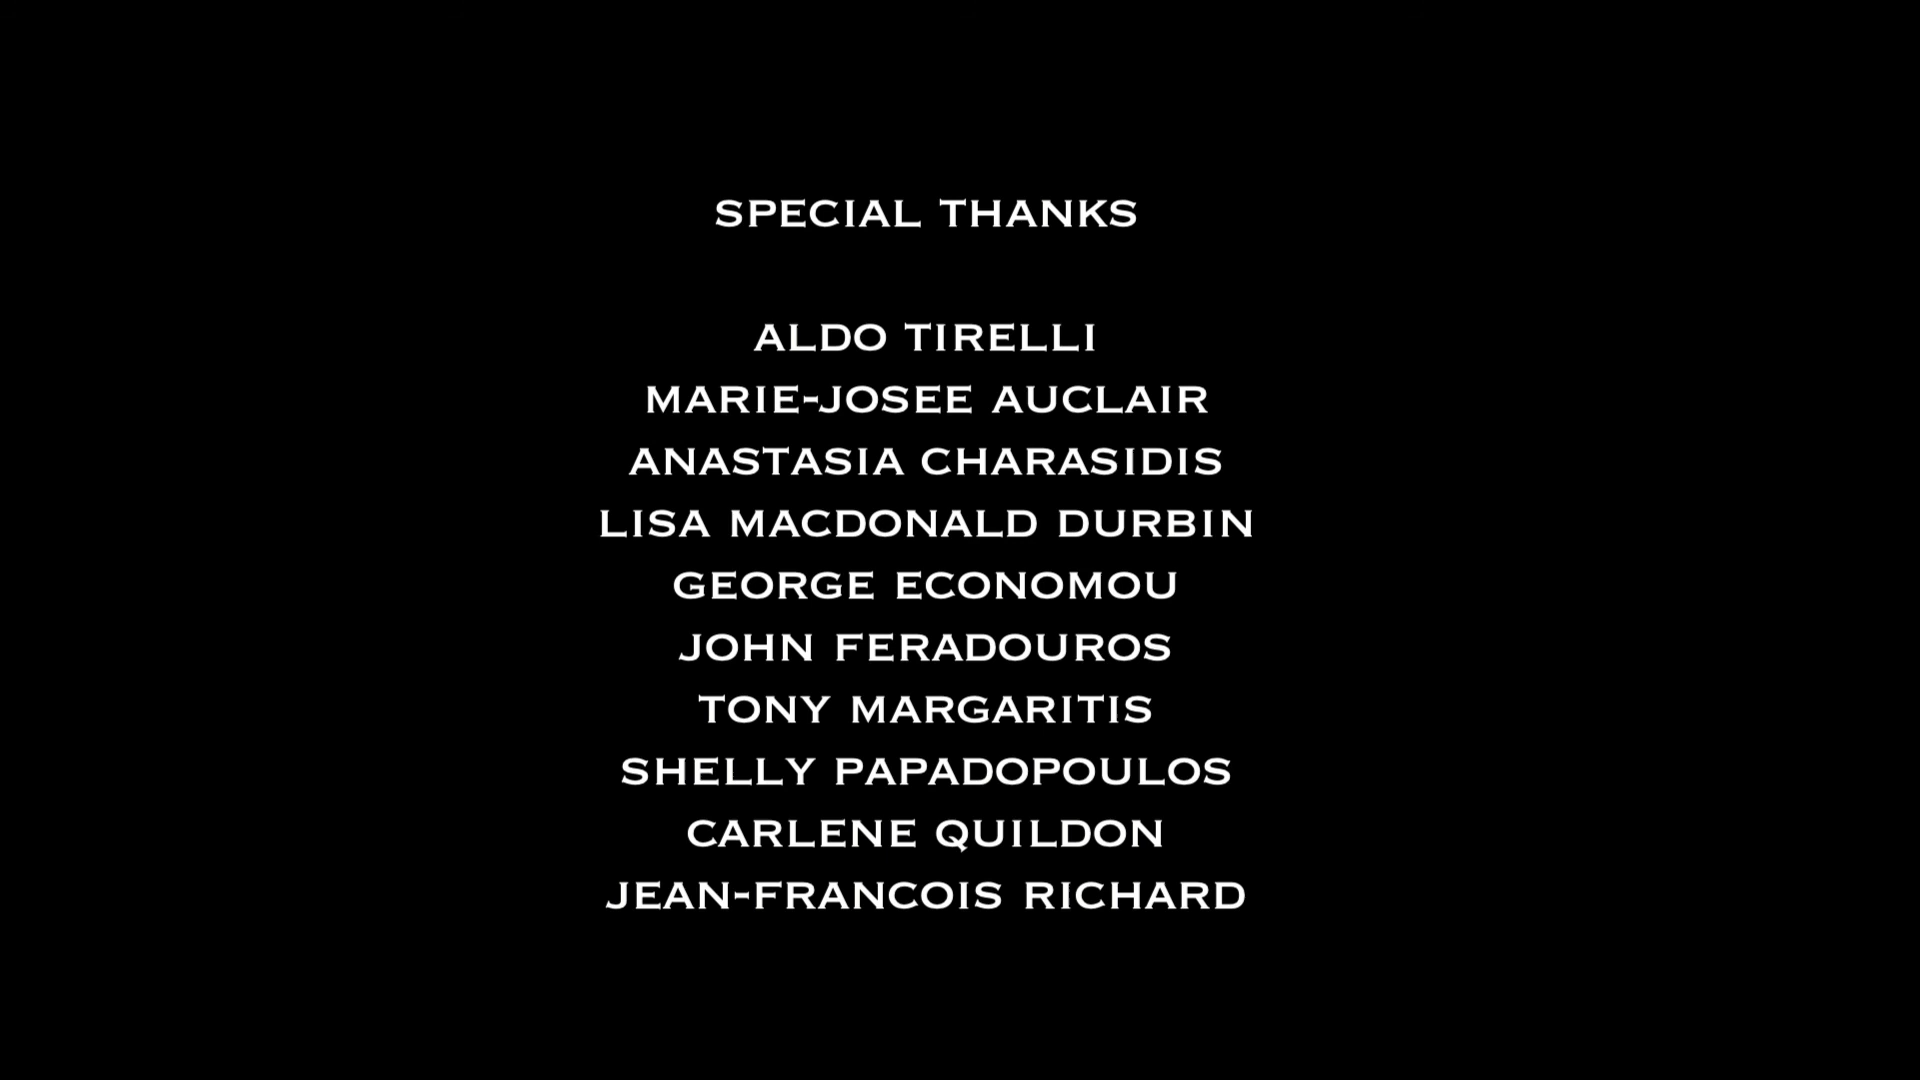 SPECIAL THANKS
ALDO TIRELLI
MARIE-JOSEE AUCLAIR
ANASTASIA CHARASIDIS
LISA MACDONALD DURBIN
GEORGE ECONOMOU
JOHN FERADOUROS
TONY MARGARITIS
SHELLY PAPADOPOULOS
CARLENE QUILDON
JEAN-FRANCOIS RICHARD